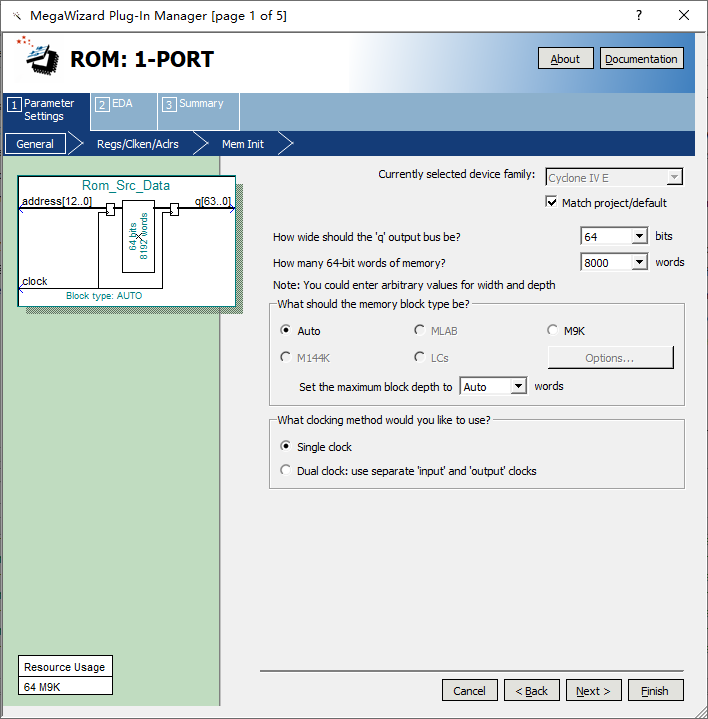 MegaWizard Plug-In Manager [page 1 of 5]
? 
ROM: 1-PORT
About
Documentation
1 Parameter
Settings
2 EDA
3 Summary
General
Regs/Clken/Aclrs
Mem Init
Rom_Src_Data
address[12..0]
q[63..0]
64 bits
8192 words
clock
Block type: AUTO
Currently selected device family:
Cyclone IV E
Match project/default
How wide should the 'q' output bus be?
64
bits
How many 64-bit words of memory?
8000
words
Note: You could enter arbitrary values for width and depth
What should the memory block type be?
Auto
MLAB
M9K
M144K
LCs
Options...
Set the maximum block depth to
Auto
words
What clocking method would you like to use?
Single clock
Dual clock: use separate 'input' and 'output' clocks
Resource Usage
64 M9K
Cancel
< Back
Next >
Finish